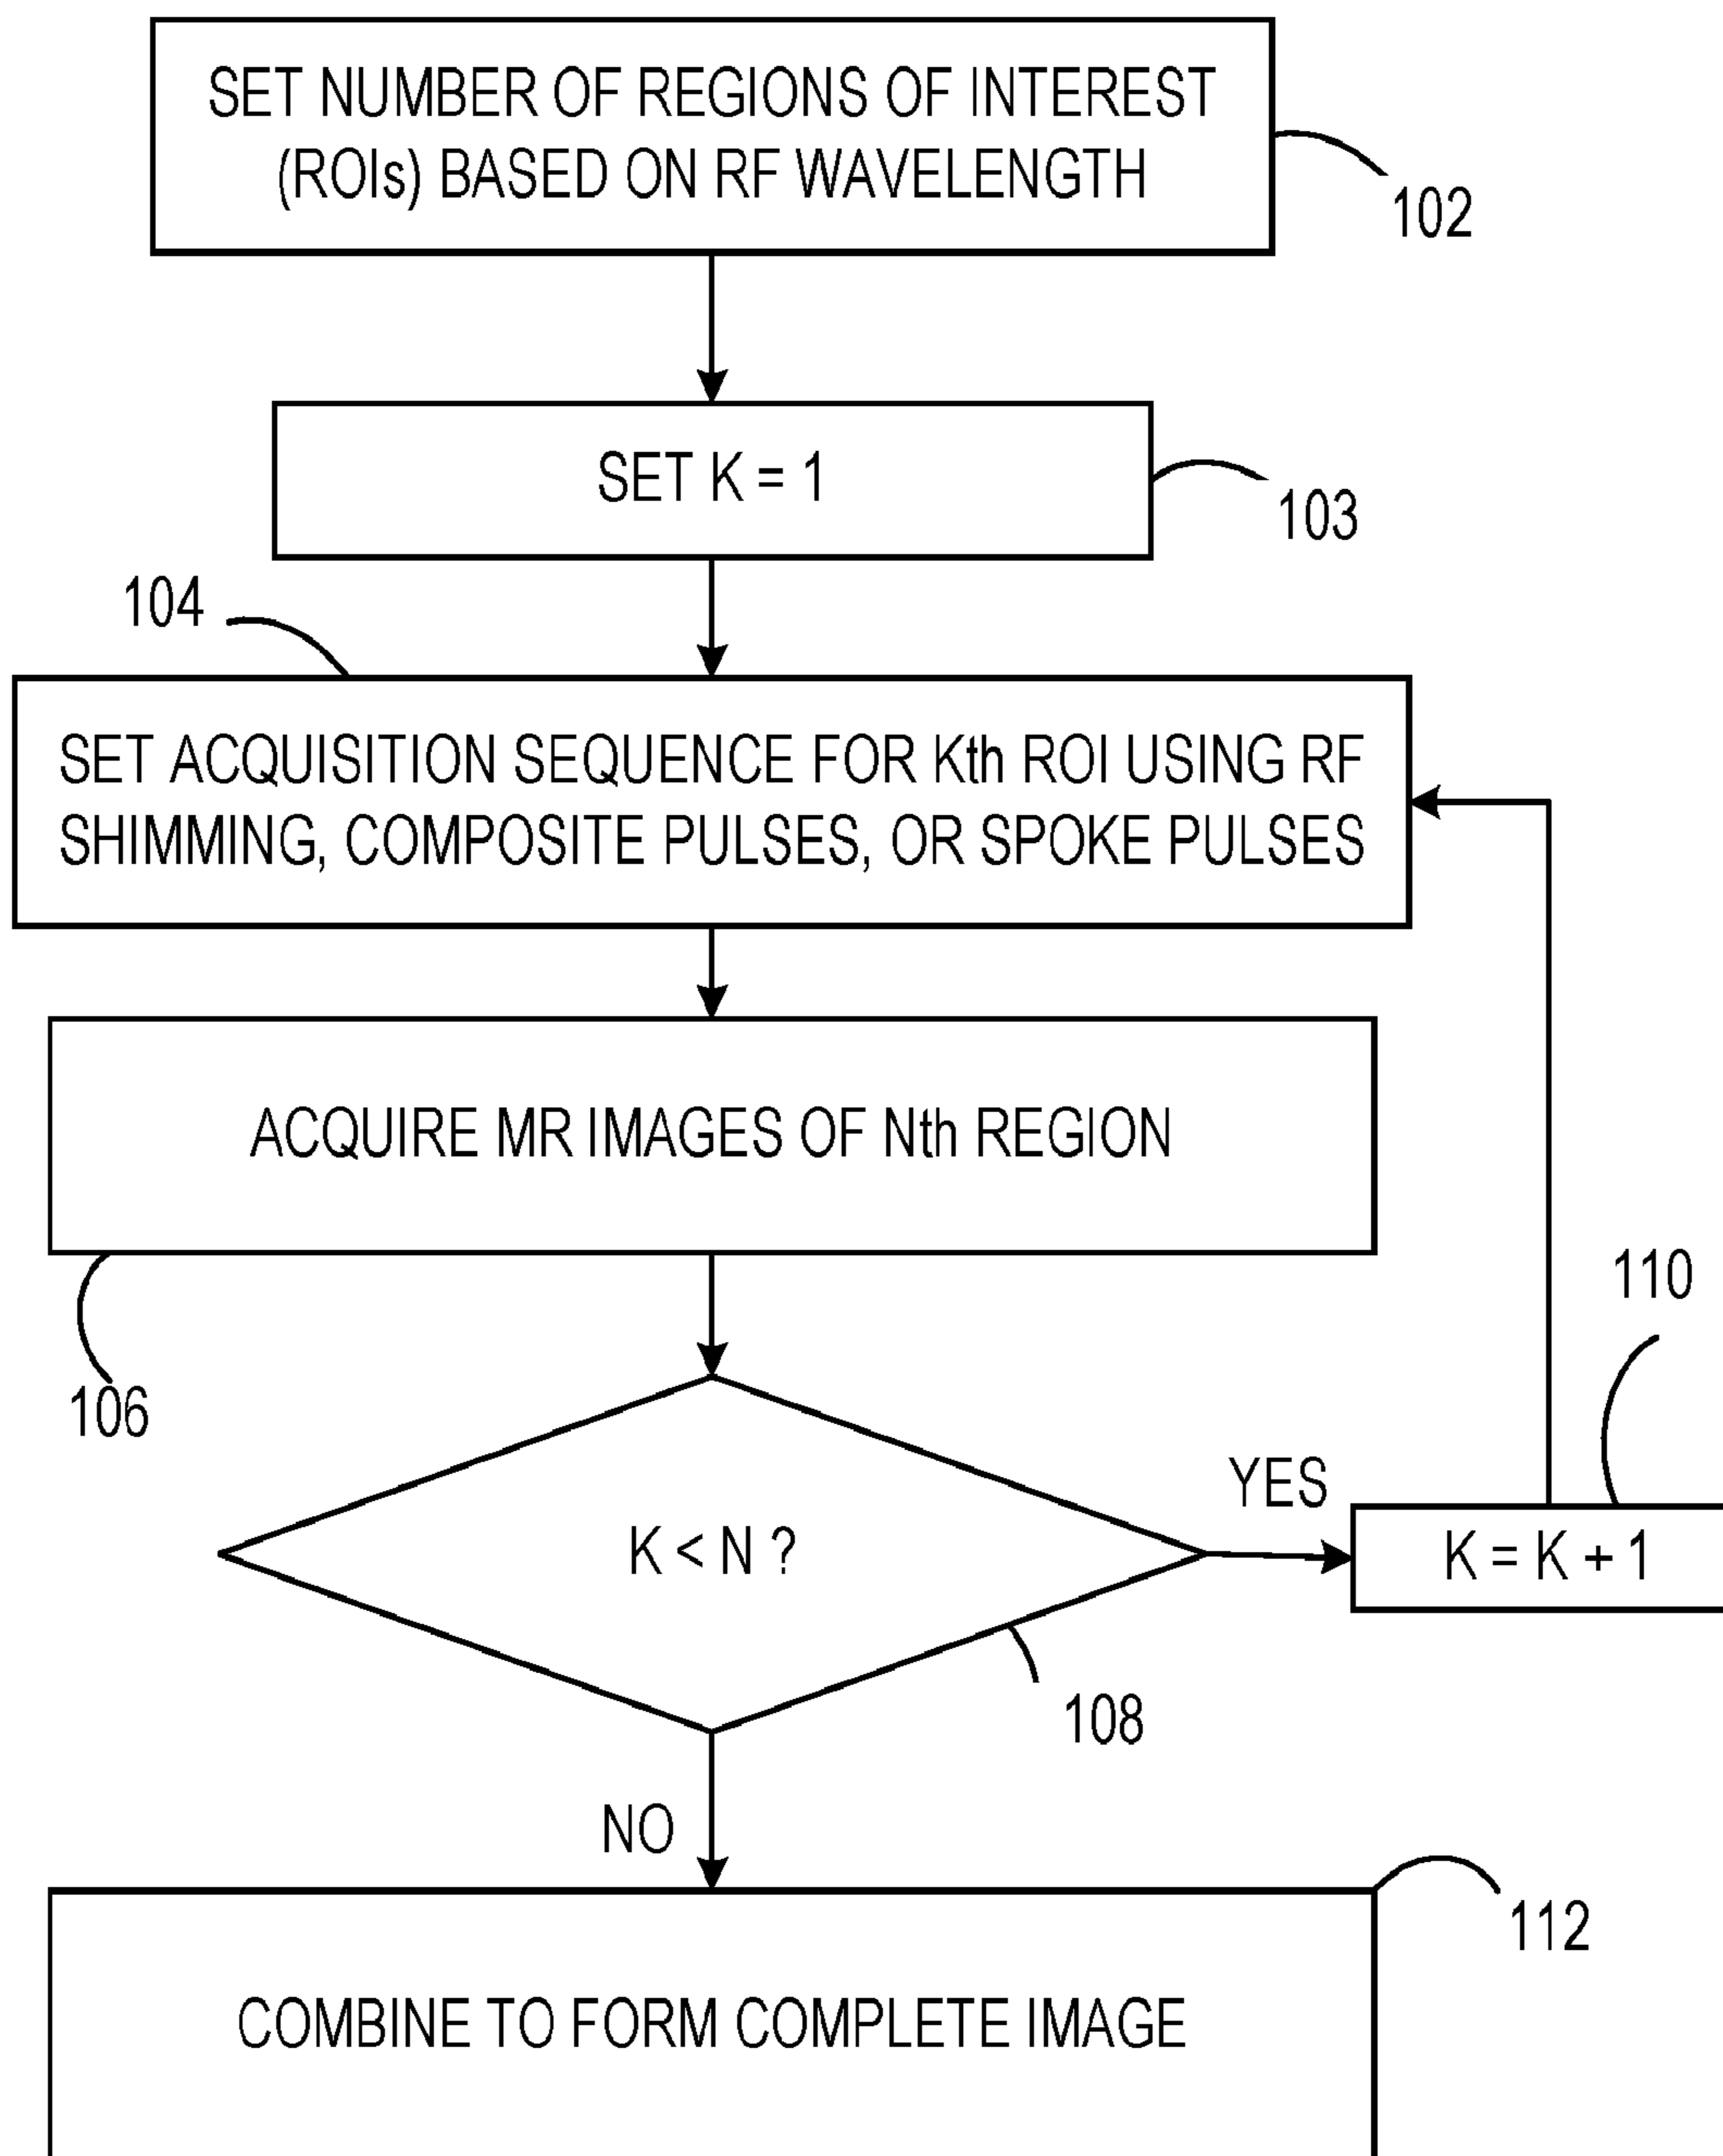 SET NUMBER OF REGIONS OF INTEREST
(ROIs) BASED ON RF WAVELENGTH
102
SET K = 1
103
104
SET ACQUISITION SEQUENCE FOR Kth ROI USING RF
SHIMMING, COMPOSITE PULSES, OR SPOKE PULSES
ACQUIRE MR IMAGES OF Nth REGION
106
110
K < N ?
YES
K = K + 1
108
NO
112
COMBINE TO FORM COMPLETE IMAGE